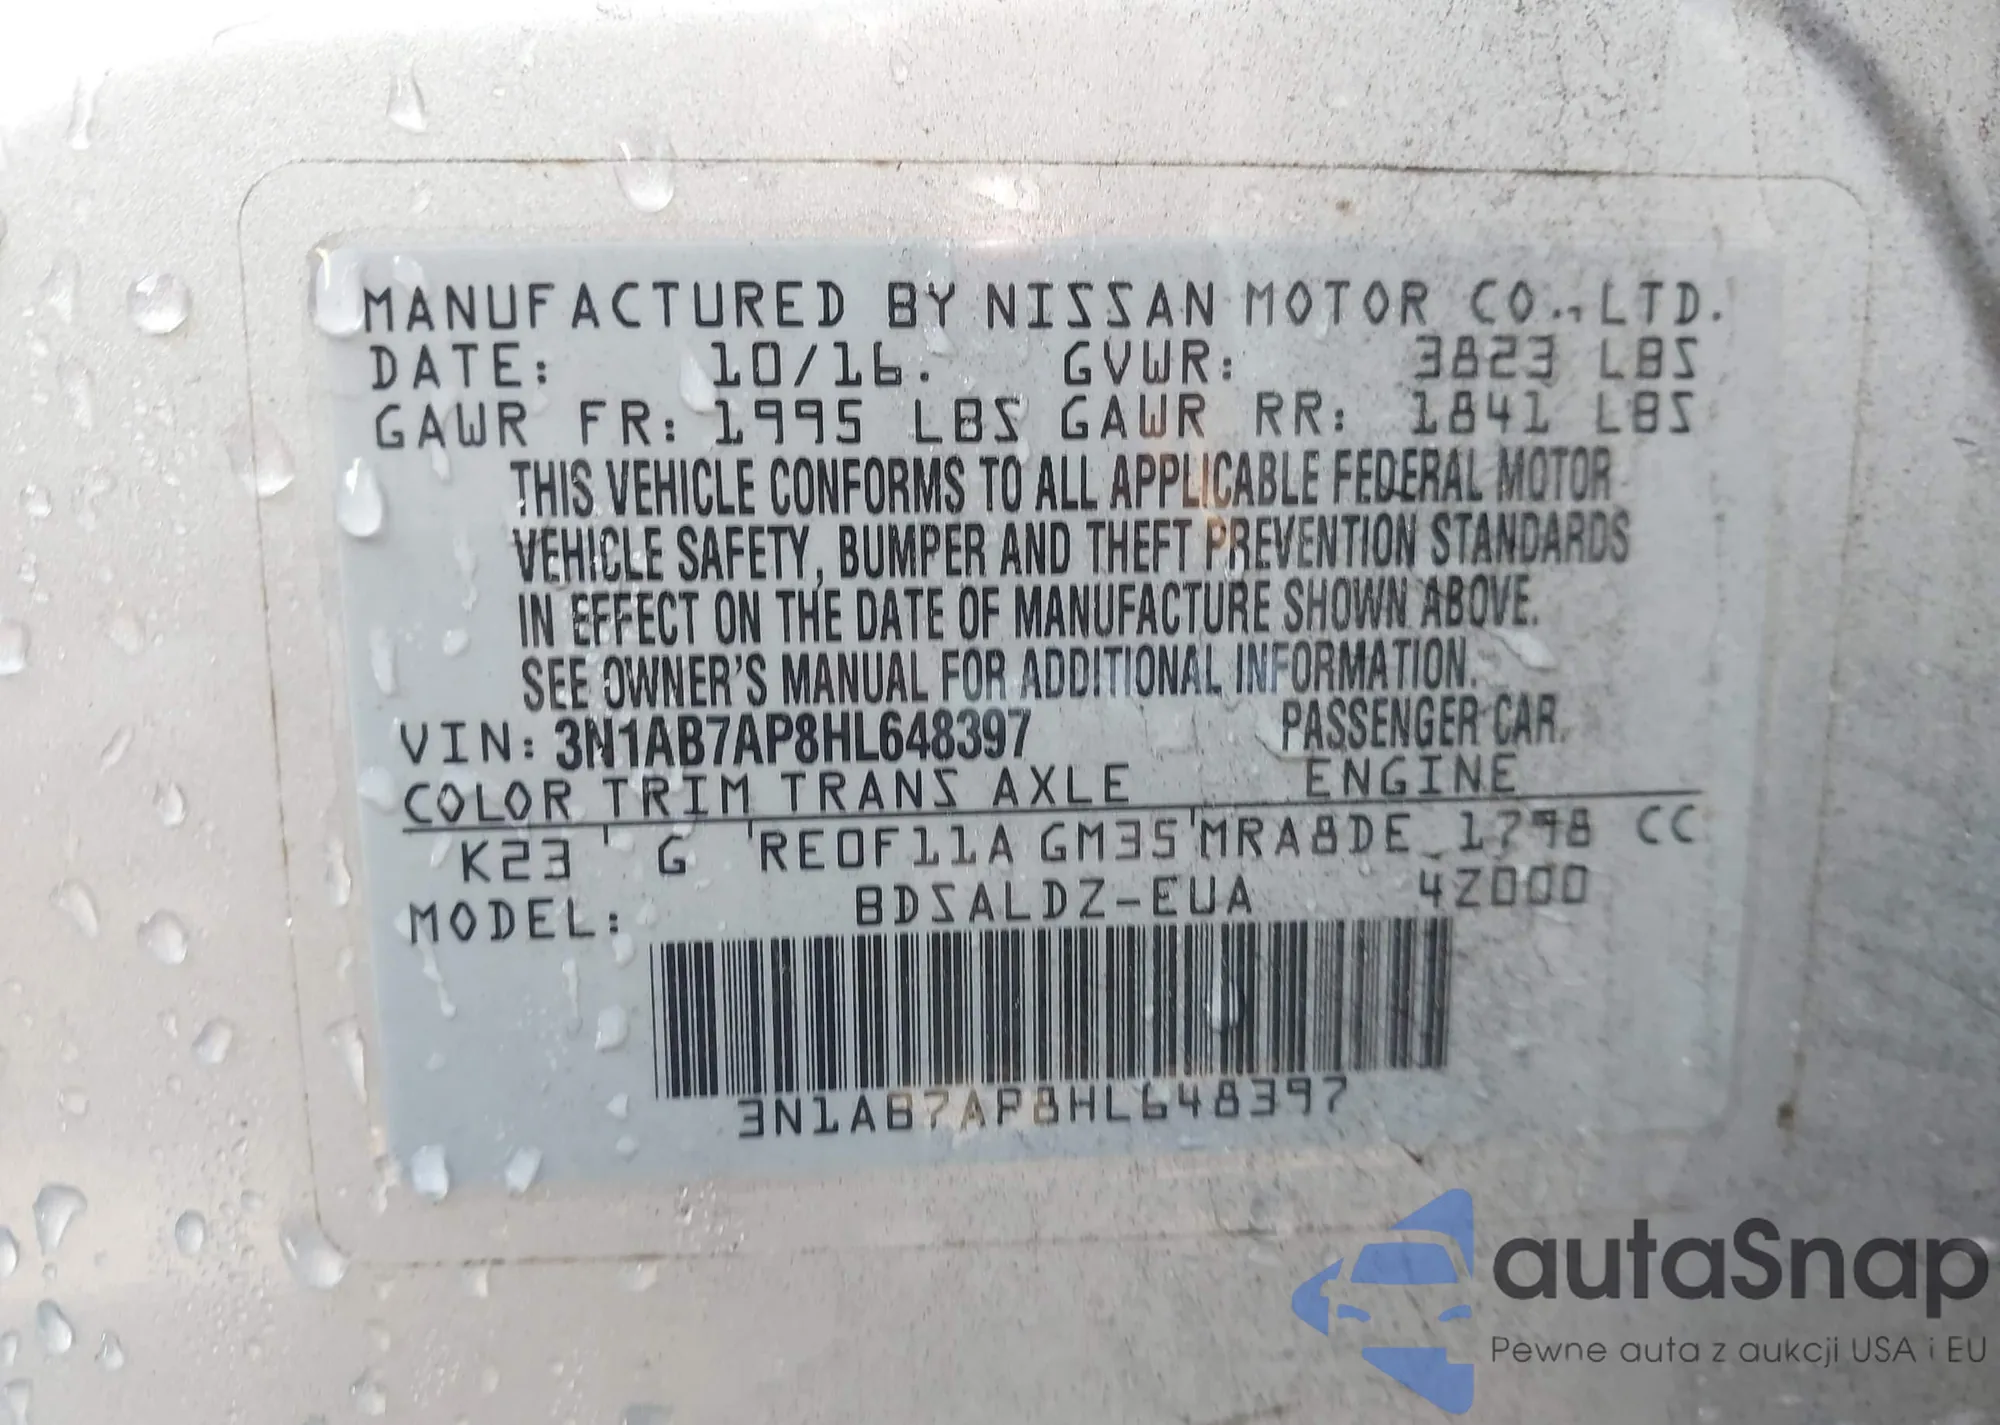 MANUFACTURED BY NISSAN MOTOR CO., LTD.
DATE: 10/16. GVWR: 3823 LBS
GAWR FR: 1995 LBS GAWR RR: 1841 LBS
THIS VEHICLE CONFORMS TO ALL APPLICABLE FEDERAL MOTOR
VEHICLE SAFETY, BUMPER AND THEFT PREVENTION STANDARDS
IN EFFECT ON THE DATE OF MANUFACTURE SHOWN ABOVE.
SEE OWNER'S MANUAL FOR ADDITIONAL INFORMATION.
VIN: 3N1AB7AP8HL648397 PASSENGER CAR.
COLOR TRIM TRANS AXLE ENGINE
K23 ' G 'RE0F11A GM35'MRA8DE 1798 CC
MODEL: BDSALDZ-EUA 4Z000
3N1AB7AP8HL648397
autaSnap
Pewne auta z aukcji USA i EU